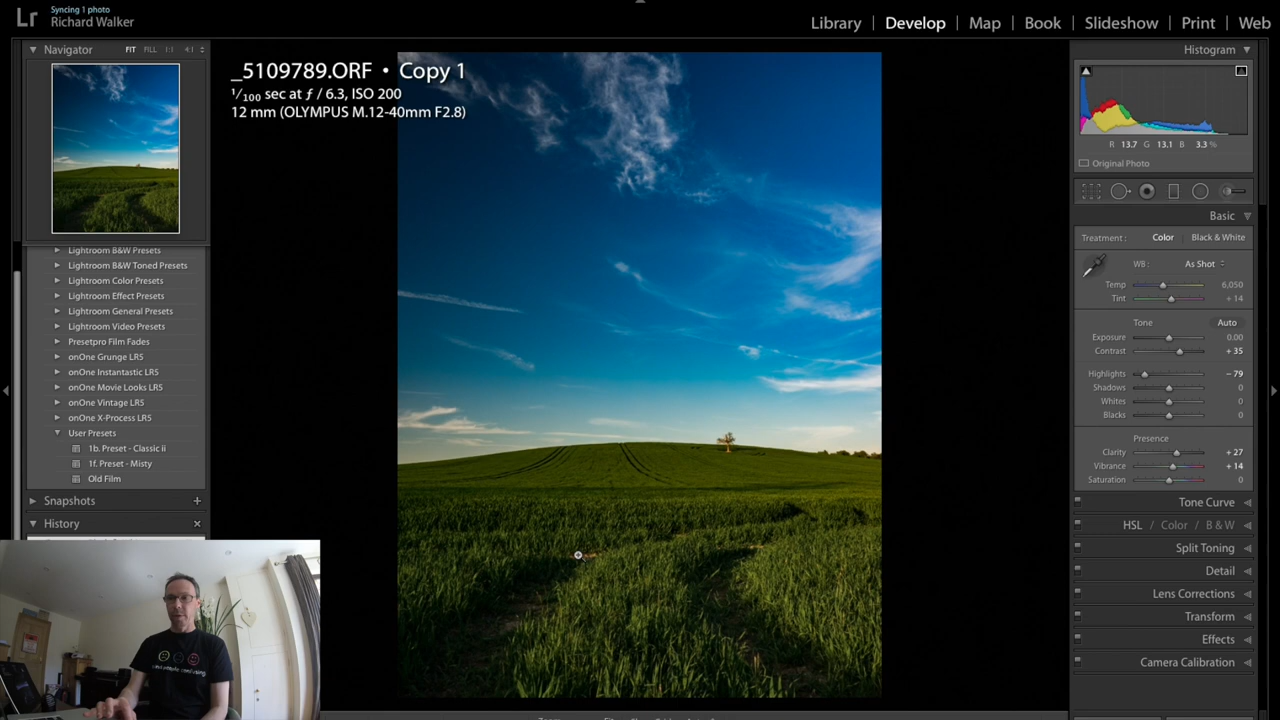 Lr
Syncing 1 photo
Richard Walker
Library | Develop | Map | Book | Slideshow | Print | Web
Navigator FIT FILL 1:1 4:1
_5109789.ORF • Copy 1
1/100 sec at ƒ / 6.3, ISO 200
12 mm (OLYMPUS M.12-40mm F2.8)
Lightroom B&W Presets
Lightroom B&W Toned Presets
Lightroom Color Presets
Lightroom Effect Presets
Lightroom General Presets
Lightroom Video Presets
Presetpro Film Fades
onOne Grunge LR5
onOne Instantastic LR5
onOne Movie Looks LR5
onOne Vintage LR5
onOne X-Process LR5
User Presets
1b. Preset - Classic ii
1f. Preset - Misty
Old Film
Snapshots +
History ×
Histogram
R 13.7 G 13.1 B 3.3 %
Original Photo
Basic
Treatment : Color Black & White
WB : As Shot
Temp 6,050
Tint + 14
Tone Auto
Exposure 0.00
Contrast + 35
Highlights − 79
Shadows 0
Whites 0
Blacks 0
Presence
Clarity + 27
Vibrance + 14
Saturation 0
Tone Curve
HSL / Color / B & W
Split Toning
Detail
Lens Corrections
Transform
Effects
Camera Calibration